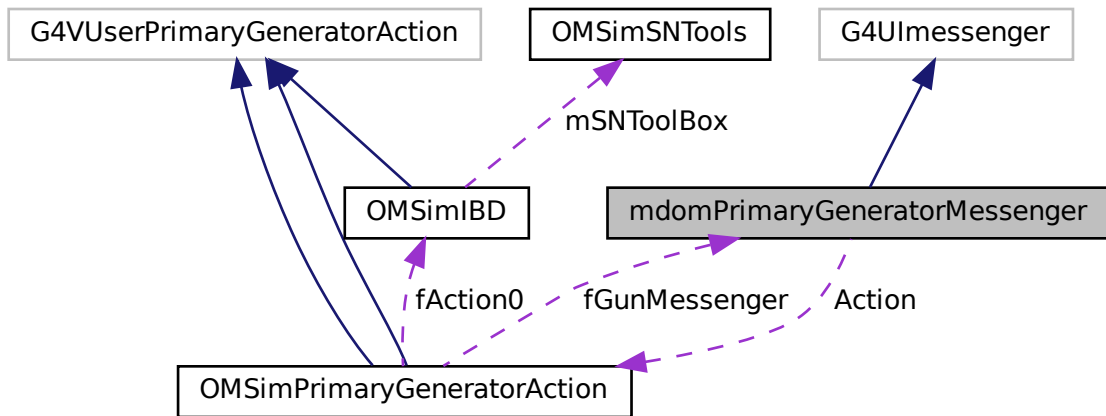 G4VUserPrimaryGeneratorAction
OMSimSNTools
G4UImessenger
mSNToolBox
OMSimIBD
mdomPrimaryGeneratorMessenger
fAction0
fGunMessenger
Action
OMSimPrimaryGeneratorAction